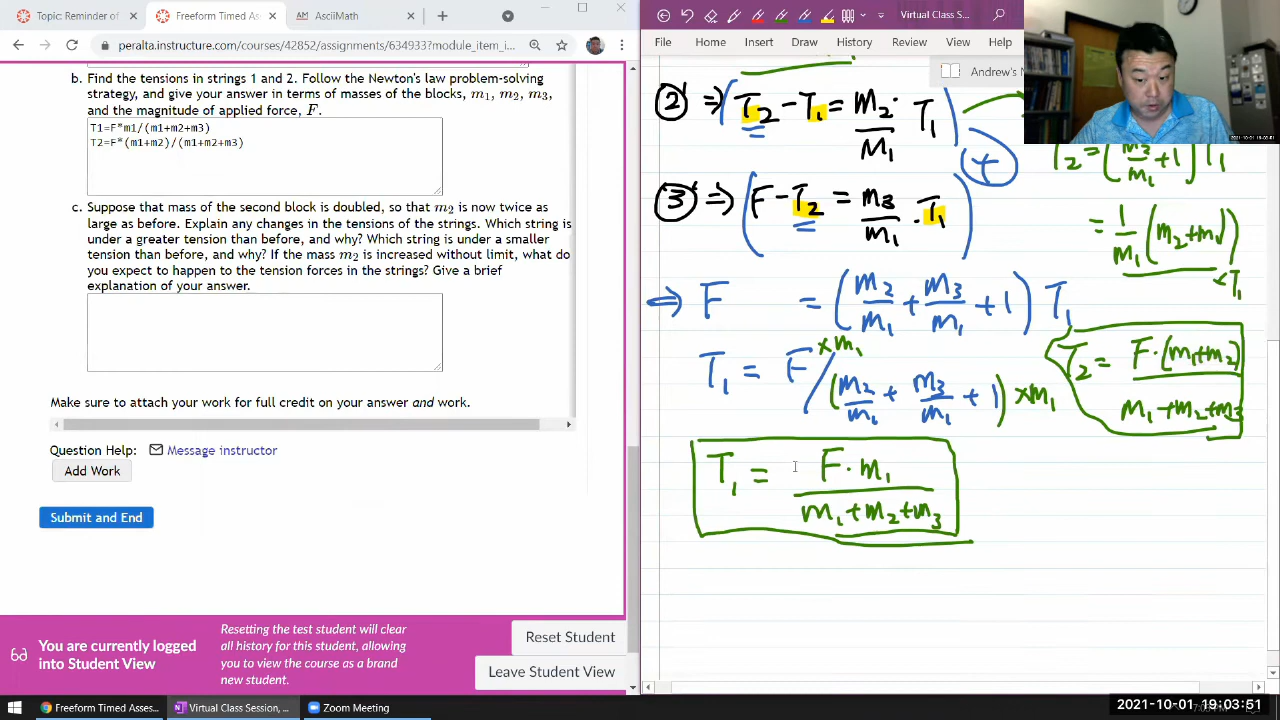 Topic Reminder o
Freeform Timed As
AsciiMath
peralta.instructure.com/courses/42852/assignments/634933?module_item_i...
b. Find the tensions in strings 1 and 2. Follow the Newton's law problem-solving
strategy, and give your answer in terms of masses of the blocks, m₁, m₂, m₃,
and the magnitude of applied force, F.
T1=F*m1/(m1+m2+m3)
T2=F*(m1+m2)/(m1+m2+m3)
c. Suppose that mass of the second block is doubled, so that m₂ is now twice as
large as before. Explain any changes in the tensions of the strings. Which string is
under a greater tension than before, and why? Which string is under a smaller
tension than before, and why? If the mass m₂ is increased without limit, what do
you expect to happen to the tension forces in the strings? Give a brief
explanation of your answer.
Make sure to attach your work for full credit on your answer and work.
Question Help: Message instructor
Add Work
Submit and End
You are currently logged
into Student View
Resetting the test student will clear
all history for this student, allowing
you to view the course as a brand
new student.
Reset Student
Leave Student View
Virtual Class S...
File Home Insert Draw History Review View Help
Andrew's N
② ⇒ (T₂ - T₁ = m₂/m₁ · T₁)
+
③ ⇒ (F - T₂ = m₃/m₁ · T₁)
⇒ F = (m₂/m₁ + m₃/m₁ + 1) T₁
T₁ = F ×m₁ / (m₂/m₁ + m₃/m₁ + 1) ×m₁
T₁ = F·m₁ / m₁+m₂+m₃
= 1/m₁ (m₂+m₁)
×T₁
T₂ = F·(m₁+m₂) / m₁+m₂+m₃
Freeform Timed Asses...
Virtual Class Session, ...
Zoom Meeting
2021-10-01 19:03:51